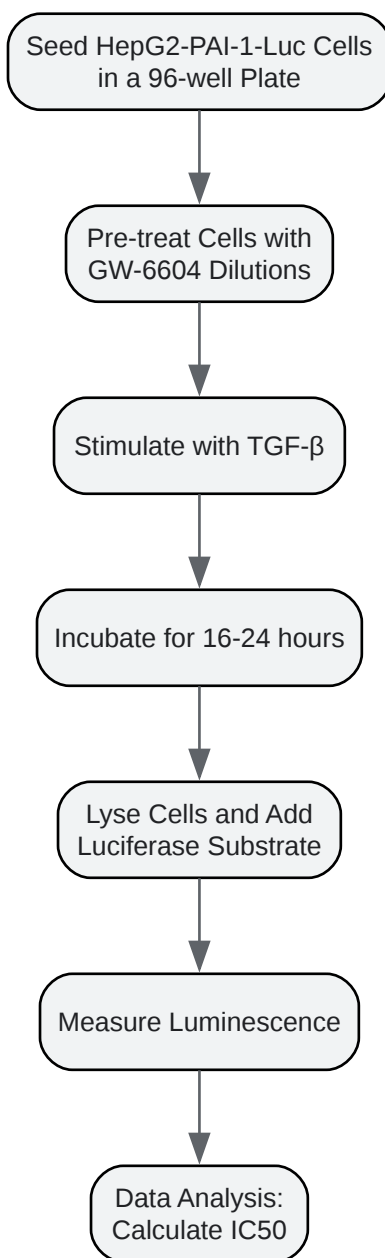 Seed HepG2-PAI-1-Luc Cells
in a 96-well Plate
Pre-treat Cells with
GW-6604 Dilutions
Stimulate with TGF-β
Incubate for 16-24 hours
Lyse Cells and Add
Luciferase Substrate
Measure Luminescence
Data Analysis:
Calculate IC50